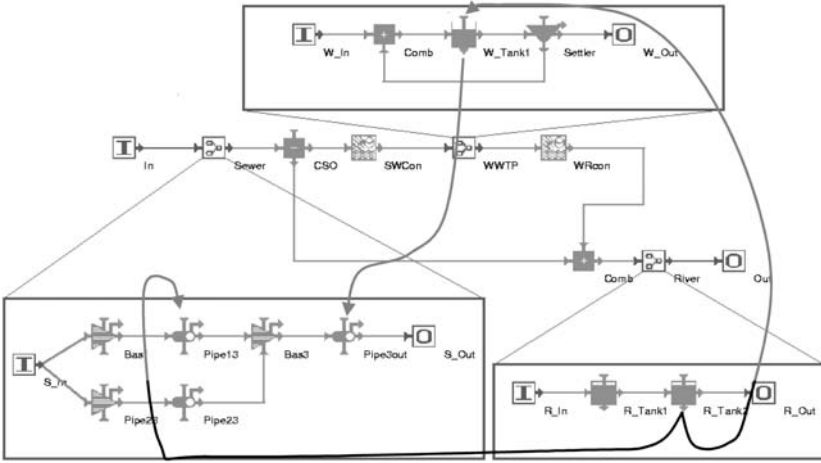 W_In Comb W_Tank1 Settler W_Out
In Sewer CSO SWCon WWTP WRcon
Comb River Out
Bas Pipe13 Bas3 Pipe3out S_Out
S_In
Pipe23 Pipe23
R_In R_Tank1 R_Tank2 R_Out